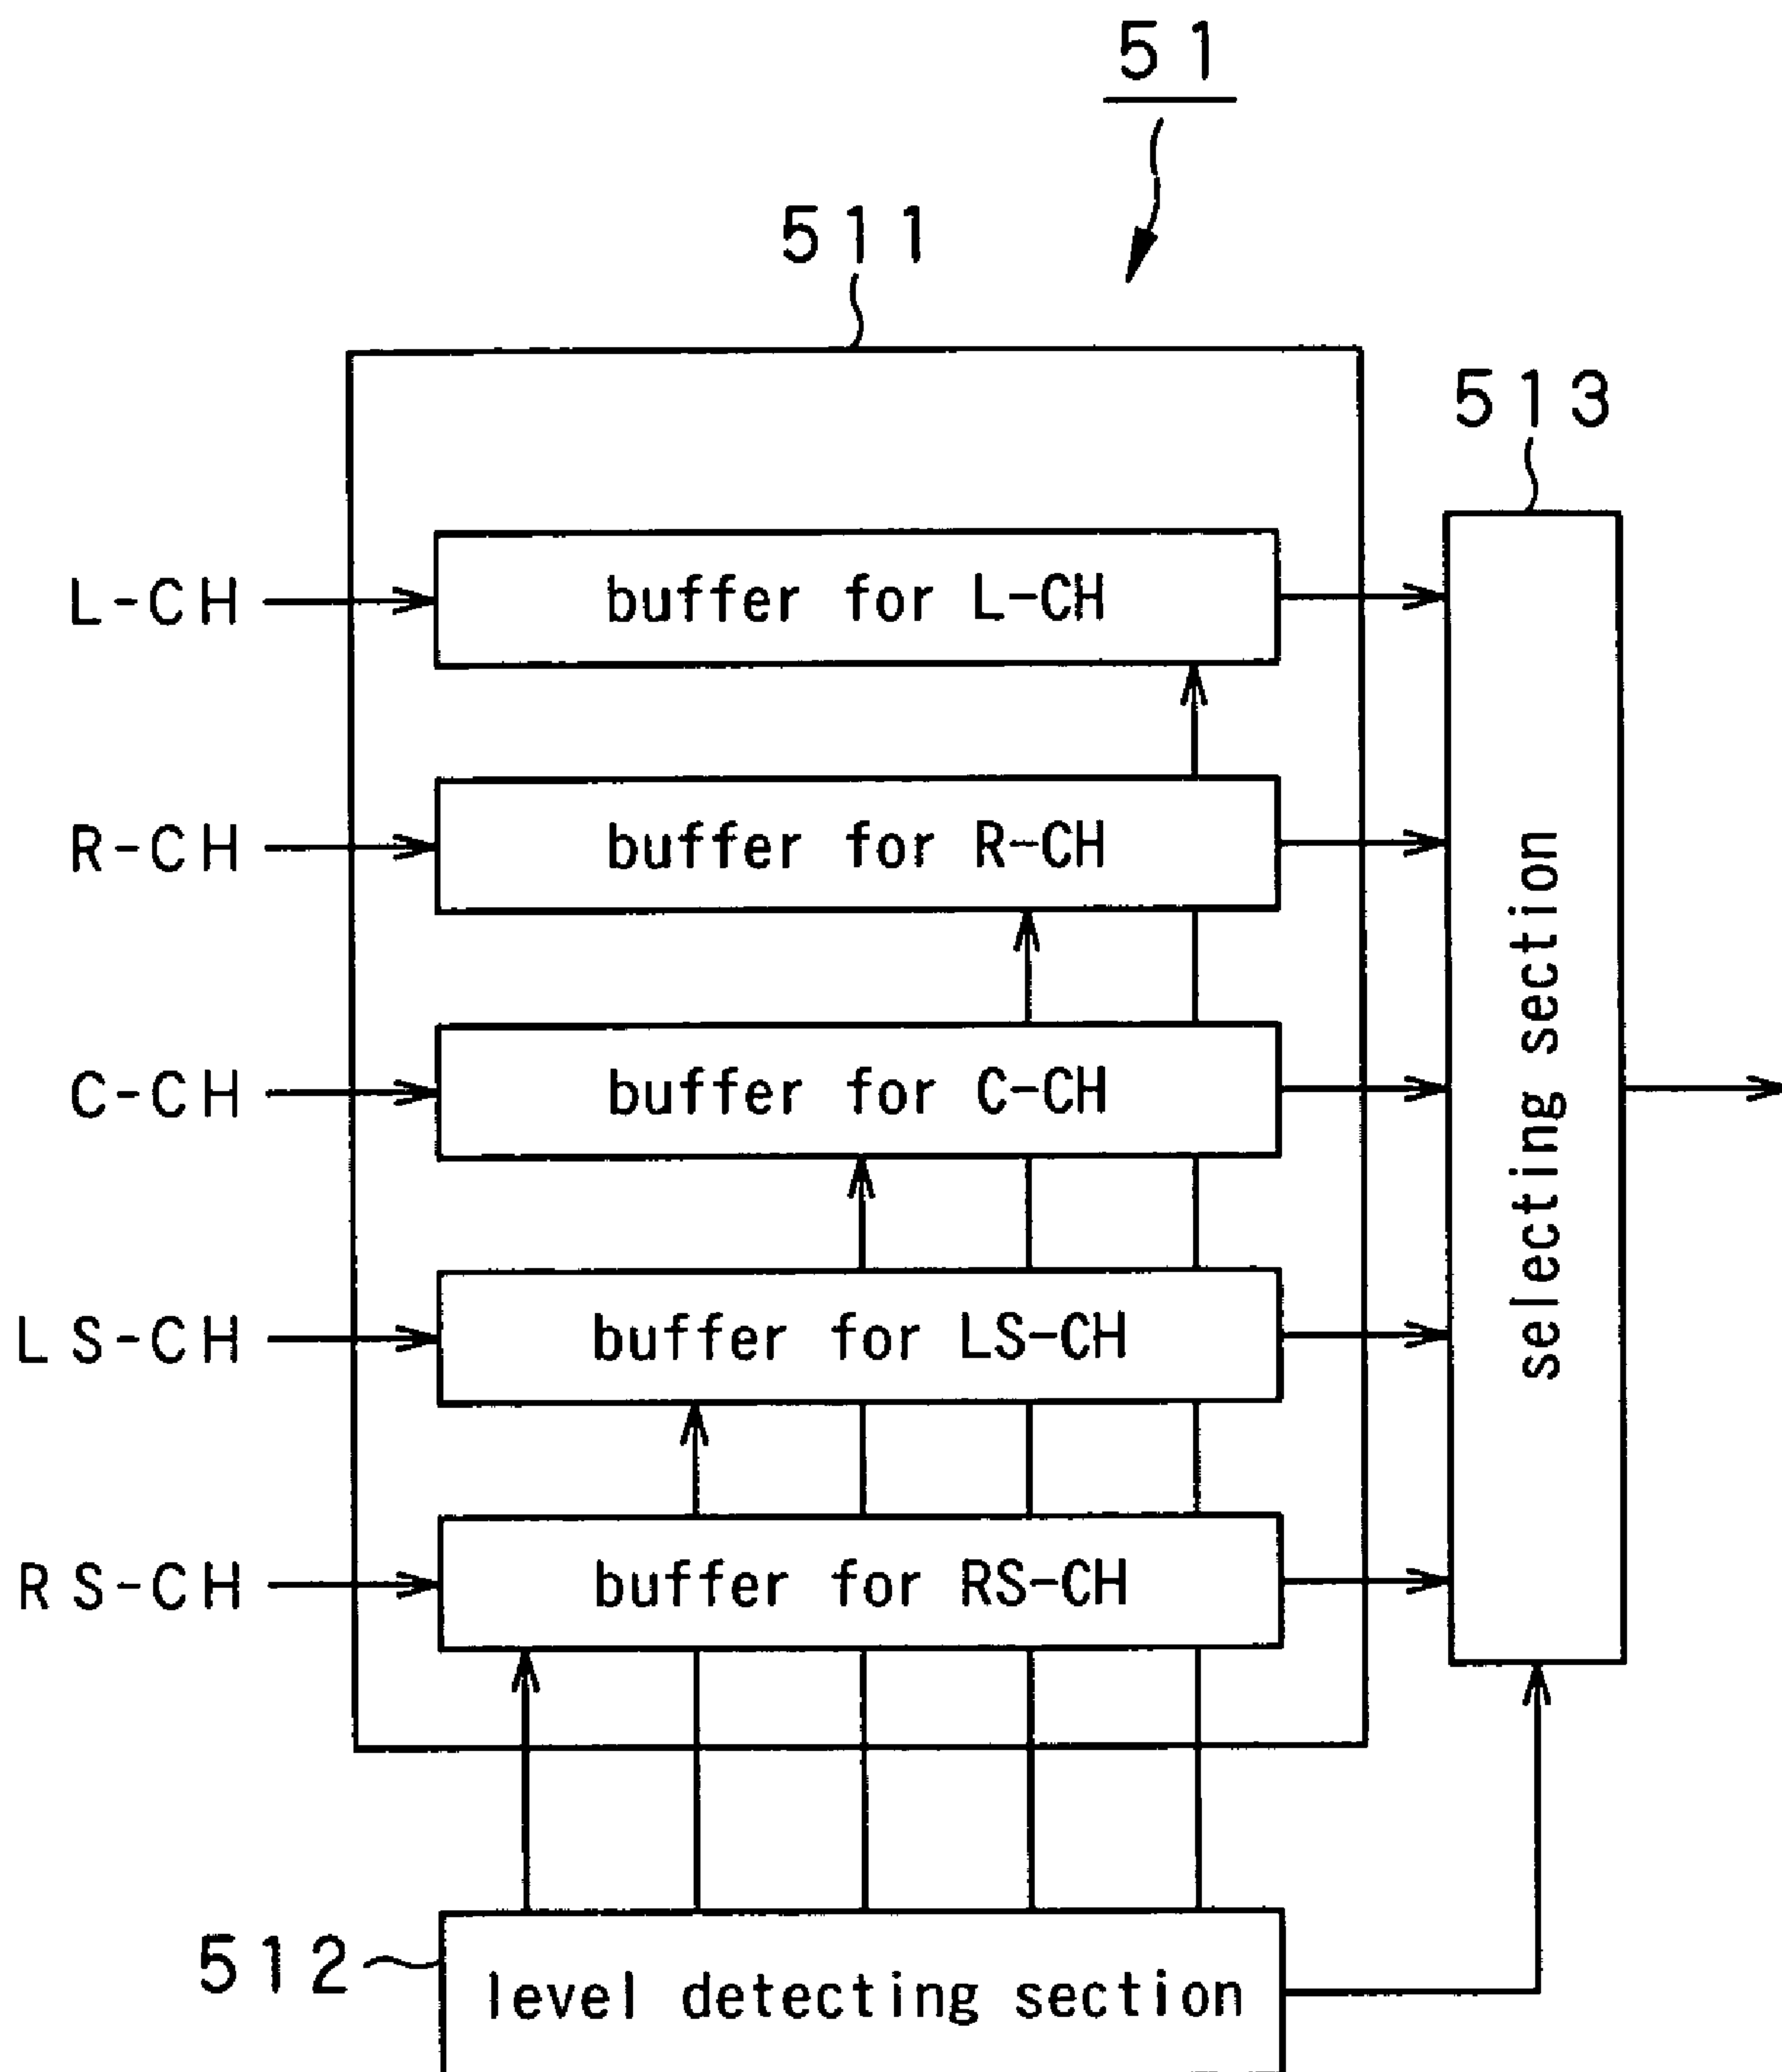 51
511
513
L-CH
buffer for L-CH
R-CH
buffer for R-CH
selecting section
C-CH
buffer for C-CH
LS-CH
buffer for LS-CH
RS-CH
buffer for RS-CH
512
level detecting section